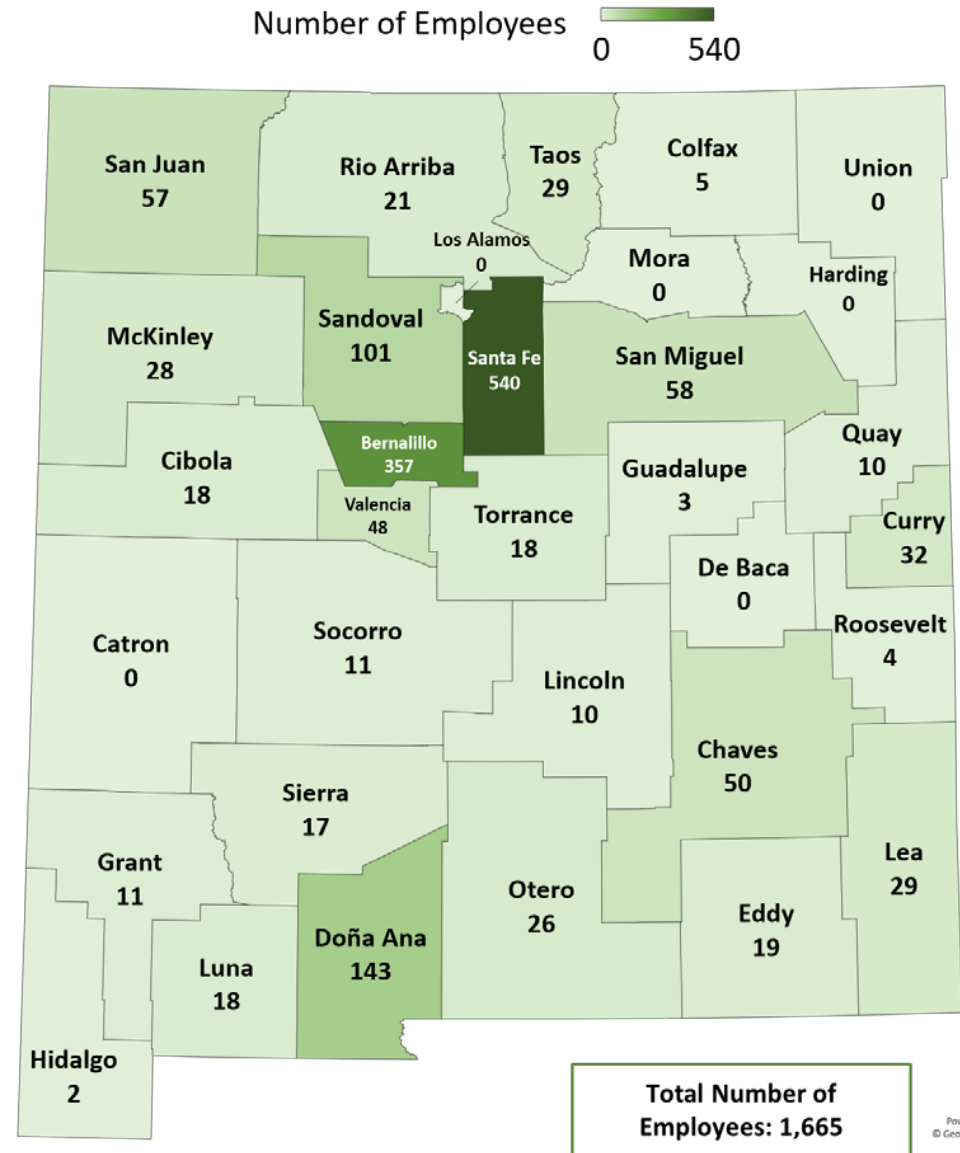 Number of Employees
0 540
San Juan
57
Rio Arriba
21
Taos
29
Colfax
5
Union
0
Los Alamos
0
Mora
0
Harding
0
McKinley
28
Sandoval
101
Santa Fe
540
San Miguel
58
Bernalillo
357
Cibola
18
Valencia
48
Torrance
18
Guadalupe
3
Quay
10
Curry
32
De Baca
0
Roosevelt
4
Catron
0
Socorro
11
Lincoln
10
Chaves
50
Sierra
17
Grant
11
Otero
26
Lea
29
Eddy
19
Doña Ana
143
Luna
18
Hidalgo
2
Total Number of
Employees: 1,665
© Geo